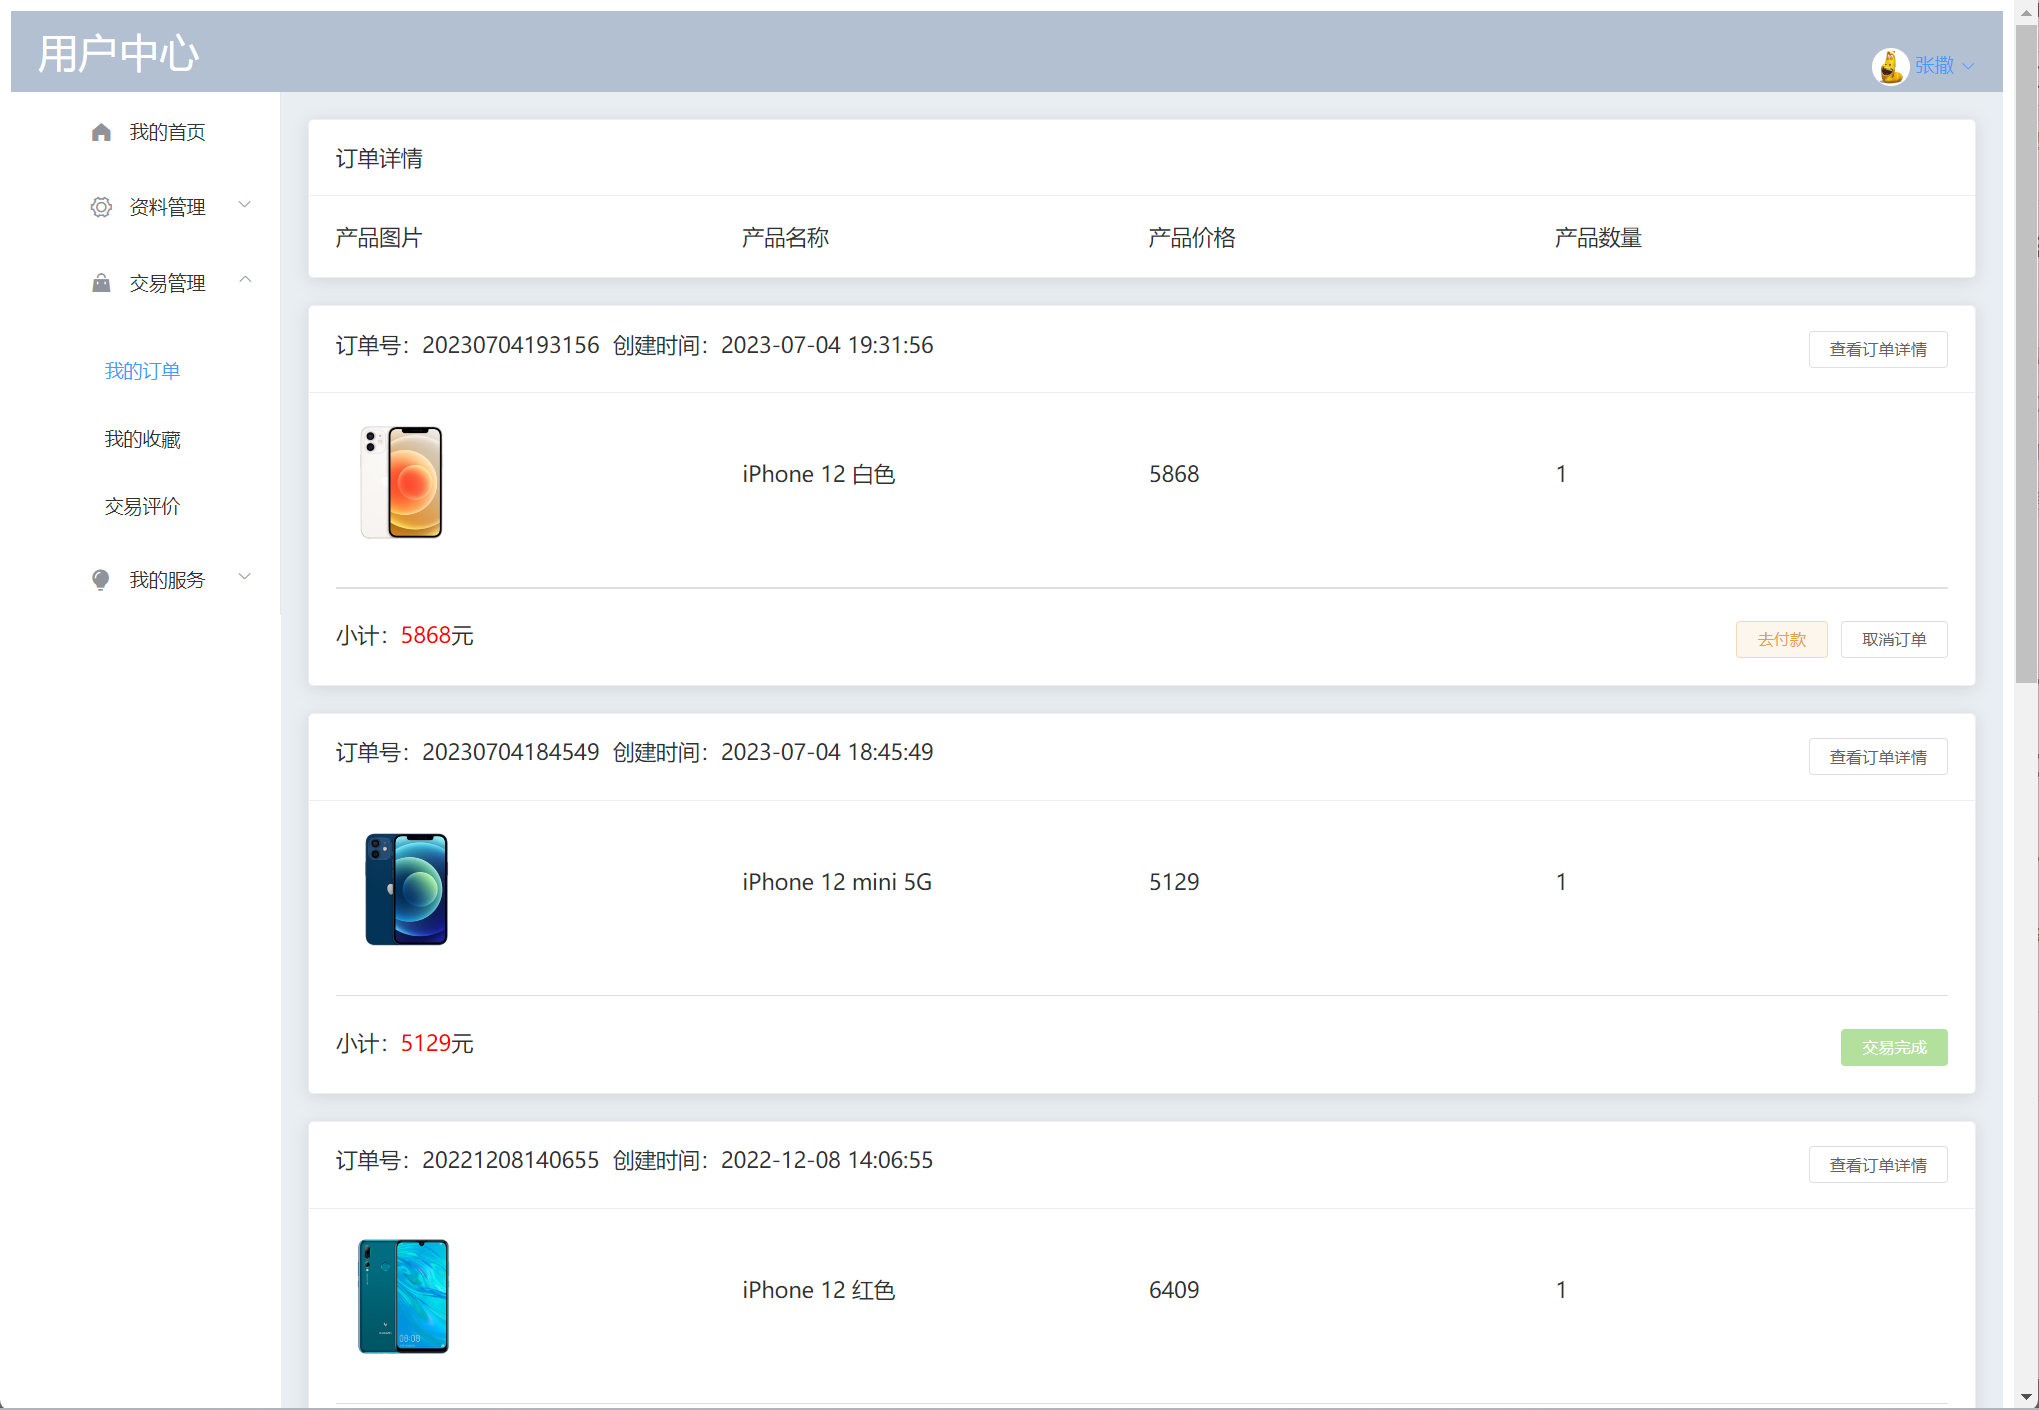 用户中心
张撒
我的首页
资料管理
交易管理
我的订单
我的收藏
交易评价
我的服务
订单详情
产品图片 产品名称 产品价格 产品数量
订单号：20230704193156 创建时间：2023-07-04 19:31:56 查看订单详情
iPhone 12 白色 5868 1
小计：5868元 去付款 取消订单
订单号：20230704184549 创建时间：2023-07-04 18:45:49 查看订单详情
iPhone 12 mini 5G 5129 1
小计：5129元 交易完成
订单号：20221208140655 创建时间：2022-12-08 14:06:55 查看订单详情
iPhone 12 红色 6409 1
08:08